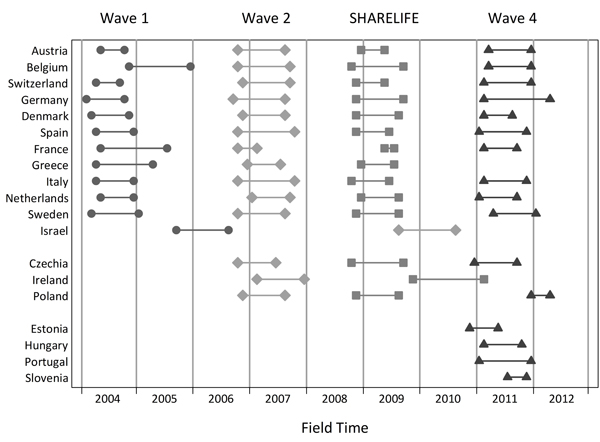 Wave 1 Wave 2 SHARELIFE Wave 4
Austria
Belgium
Switzerland
Germany
Denmark
Spain
France
Greece
Italy
Netherlands
Sweden
Israel
Czechia
Ireland
Poland
Estonia
Hungary
Portugal
Slovenia
2004 2005 2006 2007 2008 2009 2010 2011 2012
Field Time